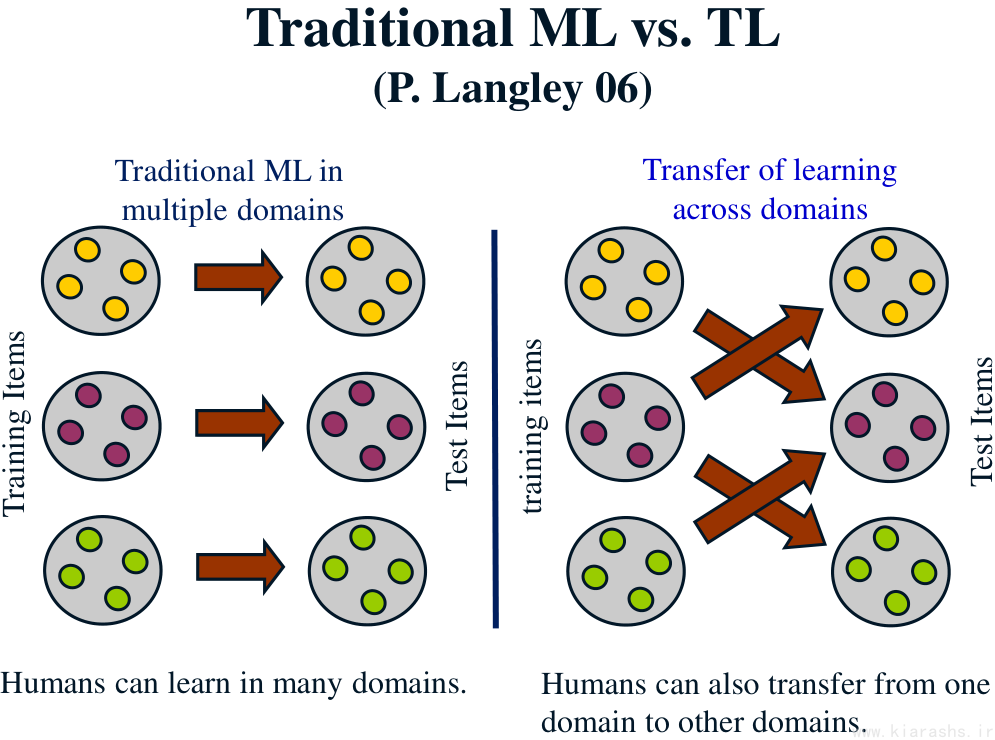 Traditional ML vs. TL
(P. Langley 06)
Traditional ML in
multiple domains
Training Items
Test Items
Humans can learn in many domains.
Transfer of learning
across domains
training items
Test Items
Humans can also transfer from one
domain to other domains.
www.kiarashs.ir